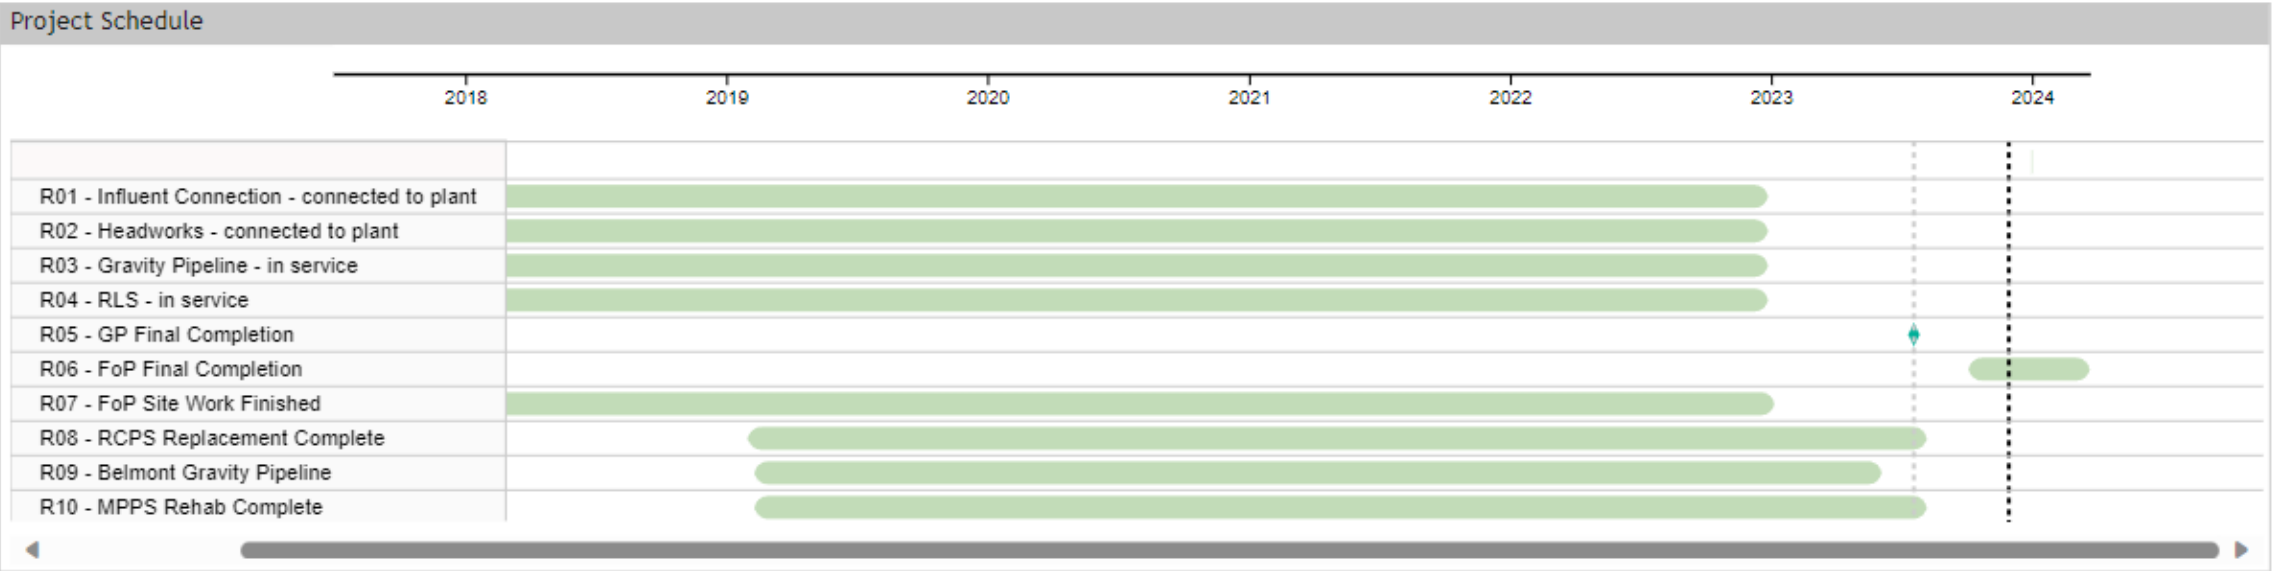 Project Schedule
2018 2019 2020 2021 2022 2023 2024
R01 - Influent Connection - connected to plant
R02 - Headworks - connected to plant
R03 - Gravity Pipeline - in service
R04 - RLS - in service
R05 - GP Final Completion
R06 - FoP Final Completion
R07 - FoP Site Work Finished
R08 - RCPS Replacement Complete
R09 - Belmont Gravity Pipeline
R10 - MPPS Rehab Complete